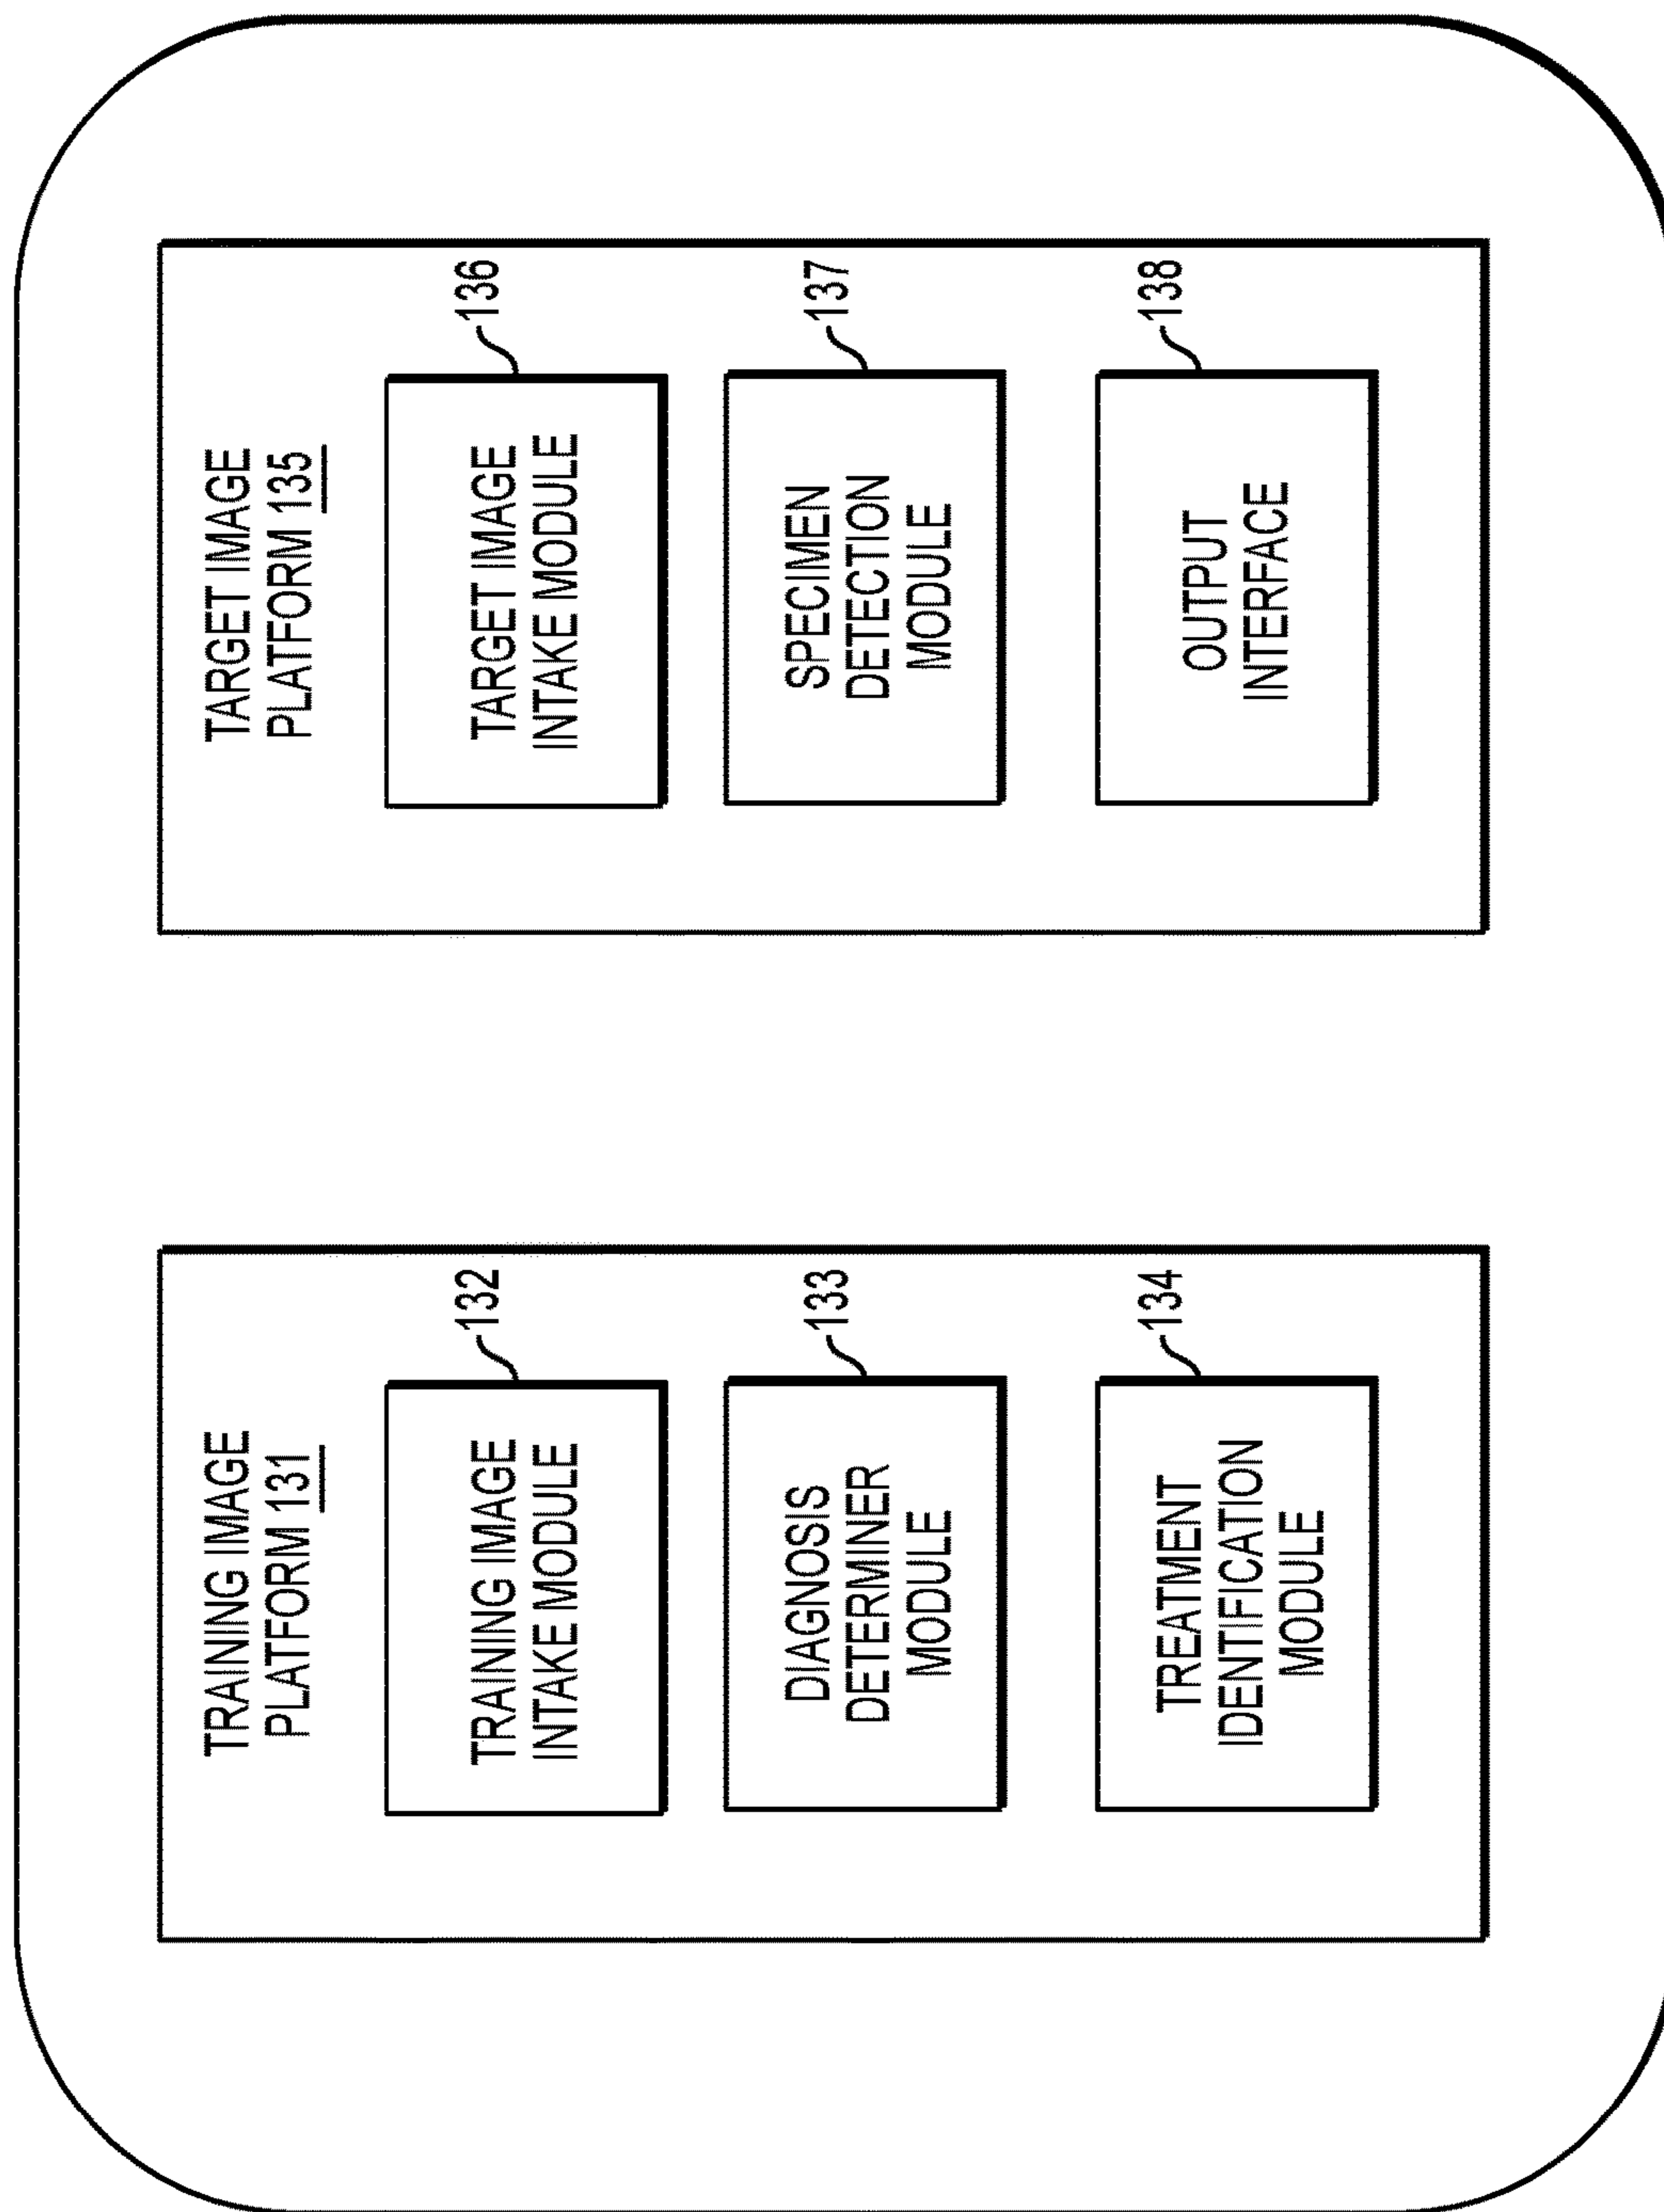 TRAINING IMAGE
PLATFORM 131
TRAINING IMAGE
INTAKE MODULE
132
DIAGNOSIS
DETERMINER
MODULE
133
TREATMENT
IDENTIFICATION
MODULE
134
TARGET IMAGE
PLATFORM 135
TARGET IMAGE
INTAKE MODULE
136
SPECIMEN
DETECTION
MODULE
137
OUTPUT
INTERFACE
138